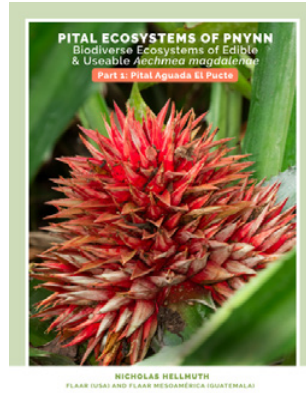 PITAL ECOSYSTEMS OF PNYNN
Biodiverse Ecosystems of Edible
& Useable Aechmea magdalenae
Part 1: Pital Aguada El Pucte
NICHOLAS HELLMUTH
FLAAR (USA) AND FLAAR MESOAMÉRICA (GUATEMALA)